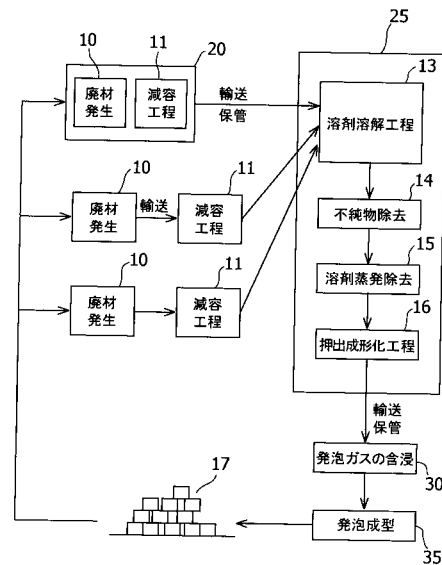 25
10
11
20
13
廃材
発生
減容
工程
輸送
保管
溶剤溶解工程
10
11
14
廃材
発生
輸送
減容
工程
不純物除去
10
11
15
廃材
発生
減容
工程
溶剤蒸発除去
16
押出成形化工程
輸送
保管
17
発泡ガスの含浸
30
発泡成型
35